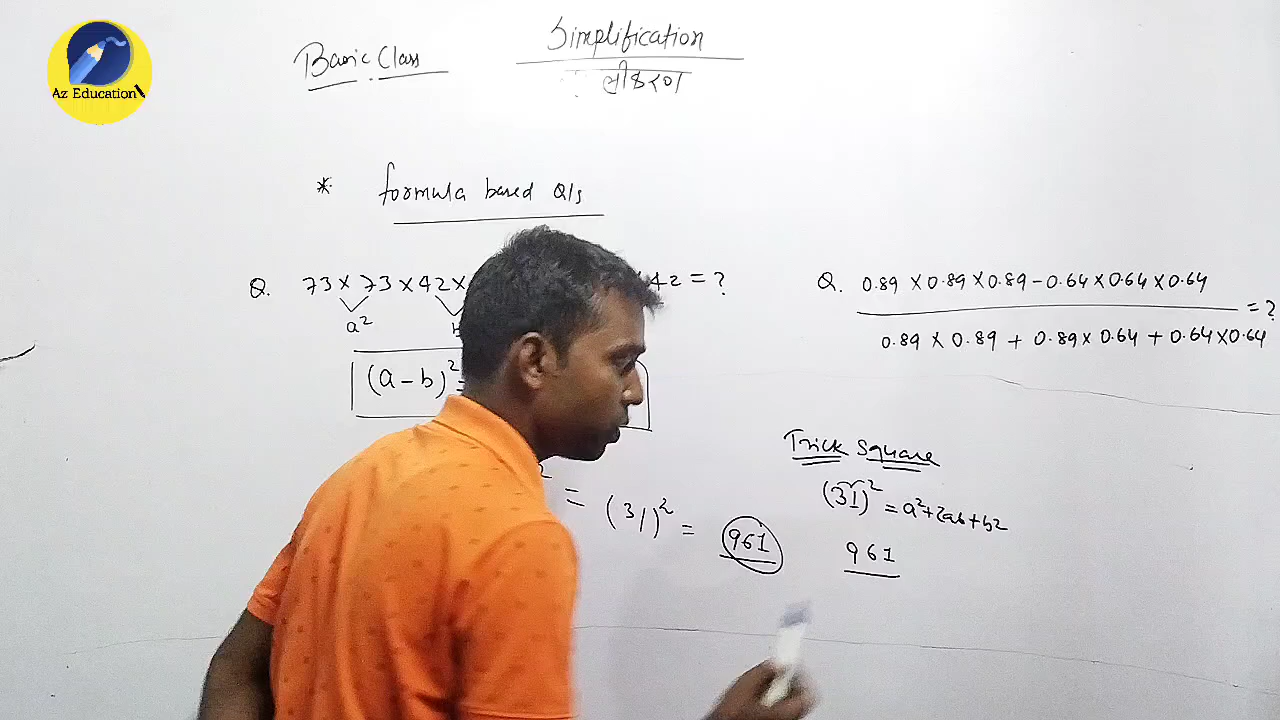 Az Education
Basic Class
Simplification
* formula based Q/s
Q. 73 × 73 × 42 × 42 = ?
a²
(a - b)² =
= (31)² = 961
Q. 0.89 × 0.89 × 0.89 - 0.64 × 0.64 × 0.64
= ?
0.89 × 0.89 + 0.89 × 0.64 + 0.64 × 0.64
Trick Square
(31)² = a² + 2ab + b²
961